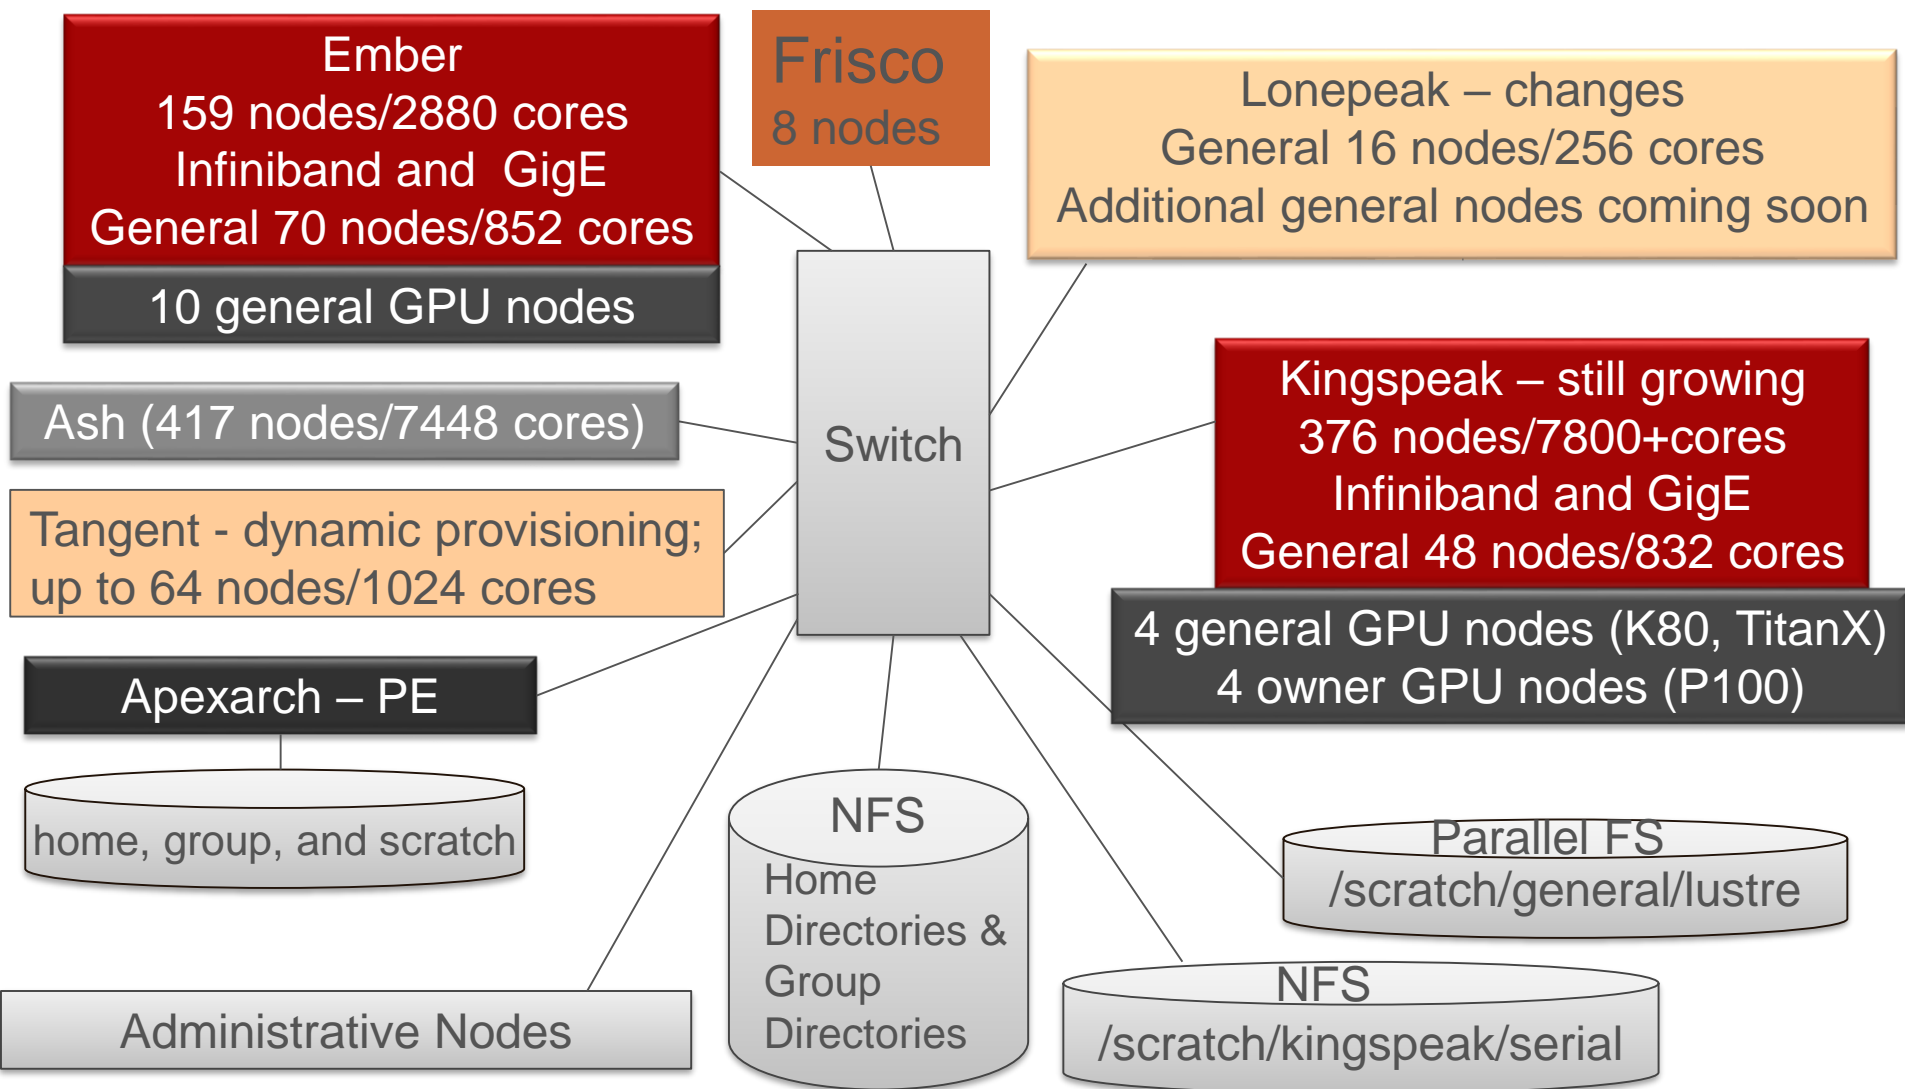 Ember
159 nodes/2880 cores
Infiniband and GigE
General 70 nodes/852 cores
10 general GPU nodes
Frisco
8 nodes
Lonepeak – changes
General 16 nodes/256 cores
Additional general nodes coming soon
Ash (417 nodes/7448 cores)
Switch
Kingspeak – still growing
376 nodes/7800+cores
Infiniband and GigE
General 48 nodes/832 cores
4 general GPU nodes (K80, TitanX)
4 owner GPU nodes (P100)
Tangent - dynamic provisioning;
up to 64 nodes/1024 cores
Apexarch – PE
home, group, and scratch
NFS
Home
Directories &
Group
Directories
Parallel FS
/scratch/general/lustre
NFS
/scratch/kingspeak/serial
Administrative Nodes